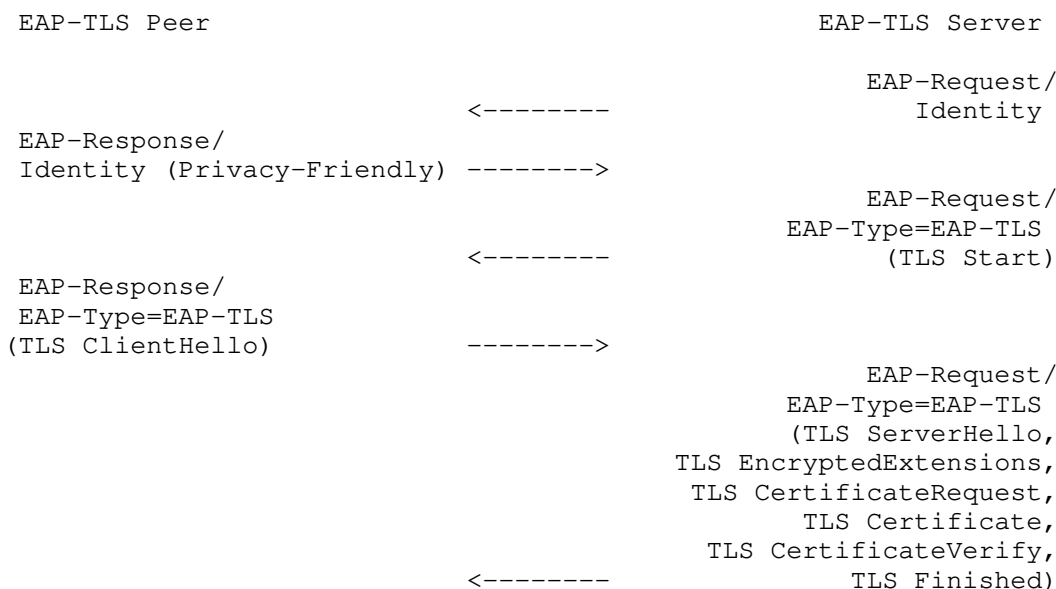 EAP-TLS Peer                                      EAP-TLS Server
EAP-Request/
<--------                   Identity
EAP-Response/
Identity (Privacy-Friendly) -------->
EAP-Request/
EAP-Type=EAP-TLS
<--------                 (TLS Start)
EAP-Response/
EAP-Type=EAP-TLS
(TLS ClientHello)            -------->
EAP-Request/
EAP-Type=EAP-TLS
(TLS ServerHello,
TLS EncryptedExtensions,
TLS CertificateRequest,
TLS Certificate,
TLS CertificateVerify,
<--------               TLS Finished)